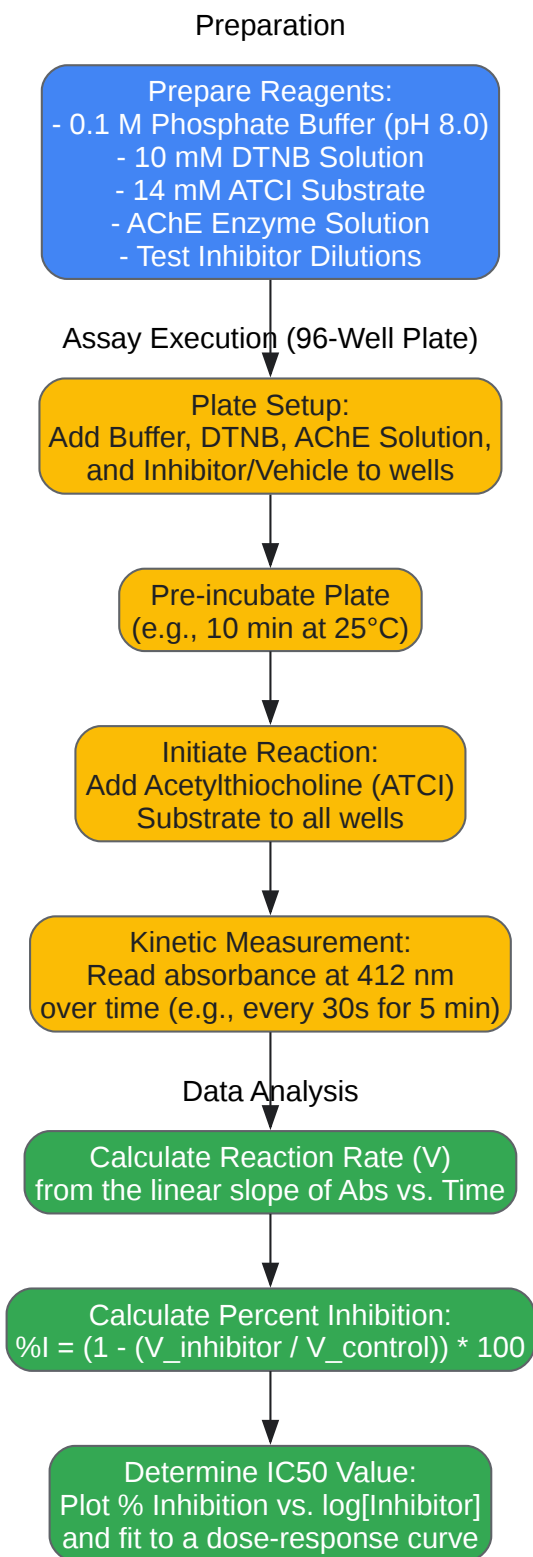 Preparation
Prepare Reagents:
- 0.1 M Phosphate Buffer (pH 8.0)
- 10 mM DTNB Solution
- 14 mM ATCI Substrate
- AChE Enzyme Solution
- Test Inhibitor Dilutions
Assay Execution (96-Well Plate)
Plate Setup:
Add Buffer, DTNB, AChE Solution,
and Inhibitor/Vehicle to wells
Pre-incubate Plate
(e.g., 10 min at 25°C)
Initiate Reaction:
Add Acetylthiocholine (ATCI)
Substrate to all wells
Kinetic Measurement:
Read absorbance at 412 nm
over time (e.g., every 30s for 5 min)
Data Analysis
Calculate Reaction Rate (V)
from the linear slope of Abs vs. Time
Calculate Percent Inhibition:
%I = (1 - (V_inhibitor / V_control)) * 100
Determine IC50 Value:
Plot % Inhibition vs. log[Inhibitor]
and fit to a dose-response curve